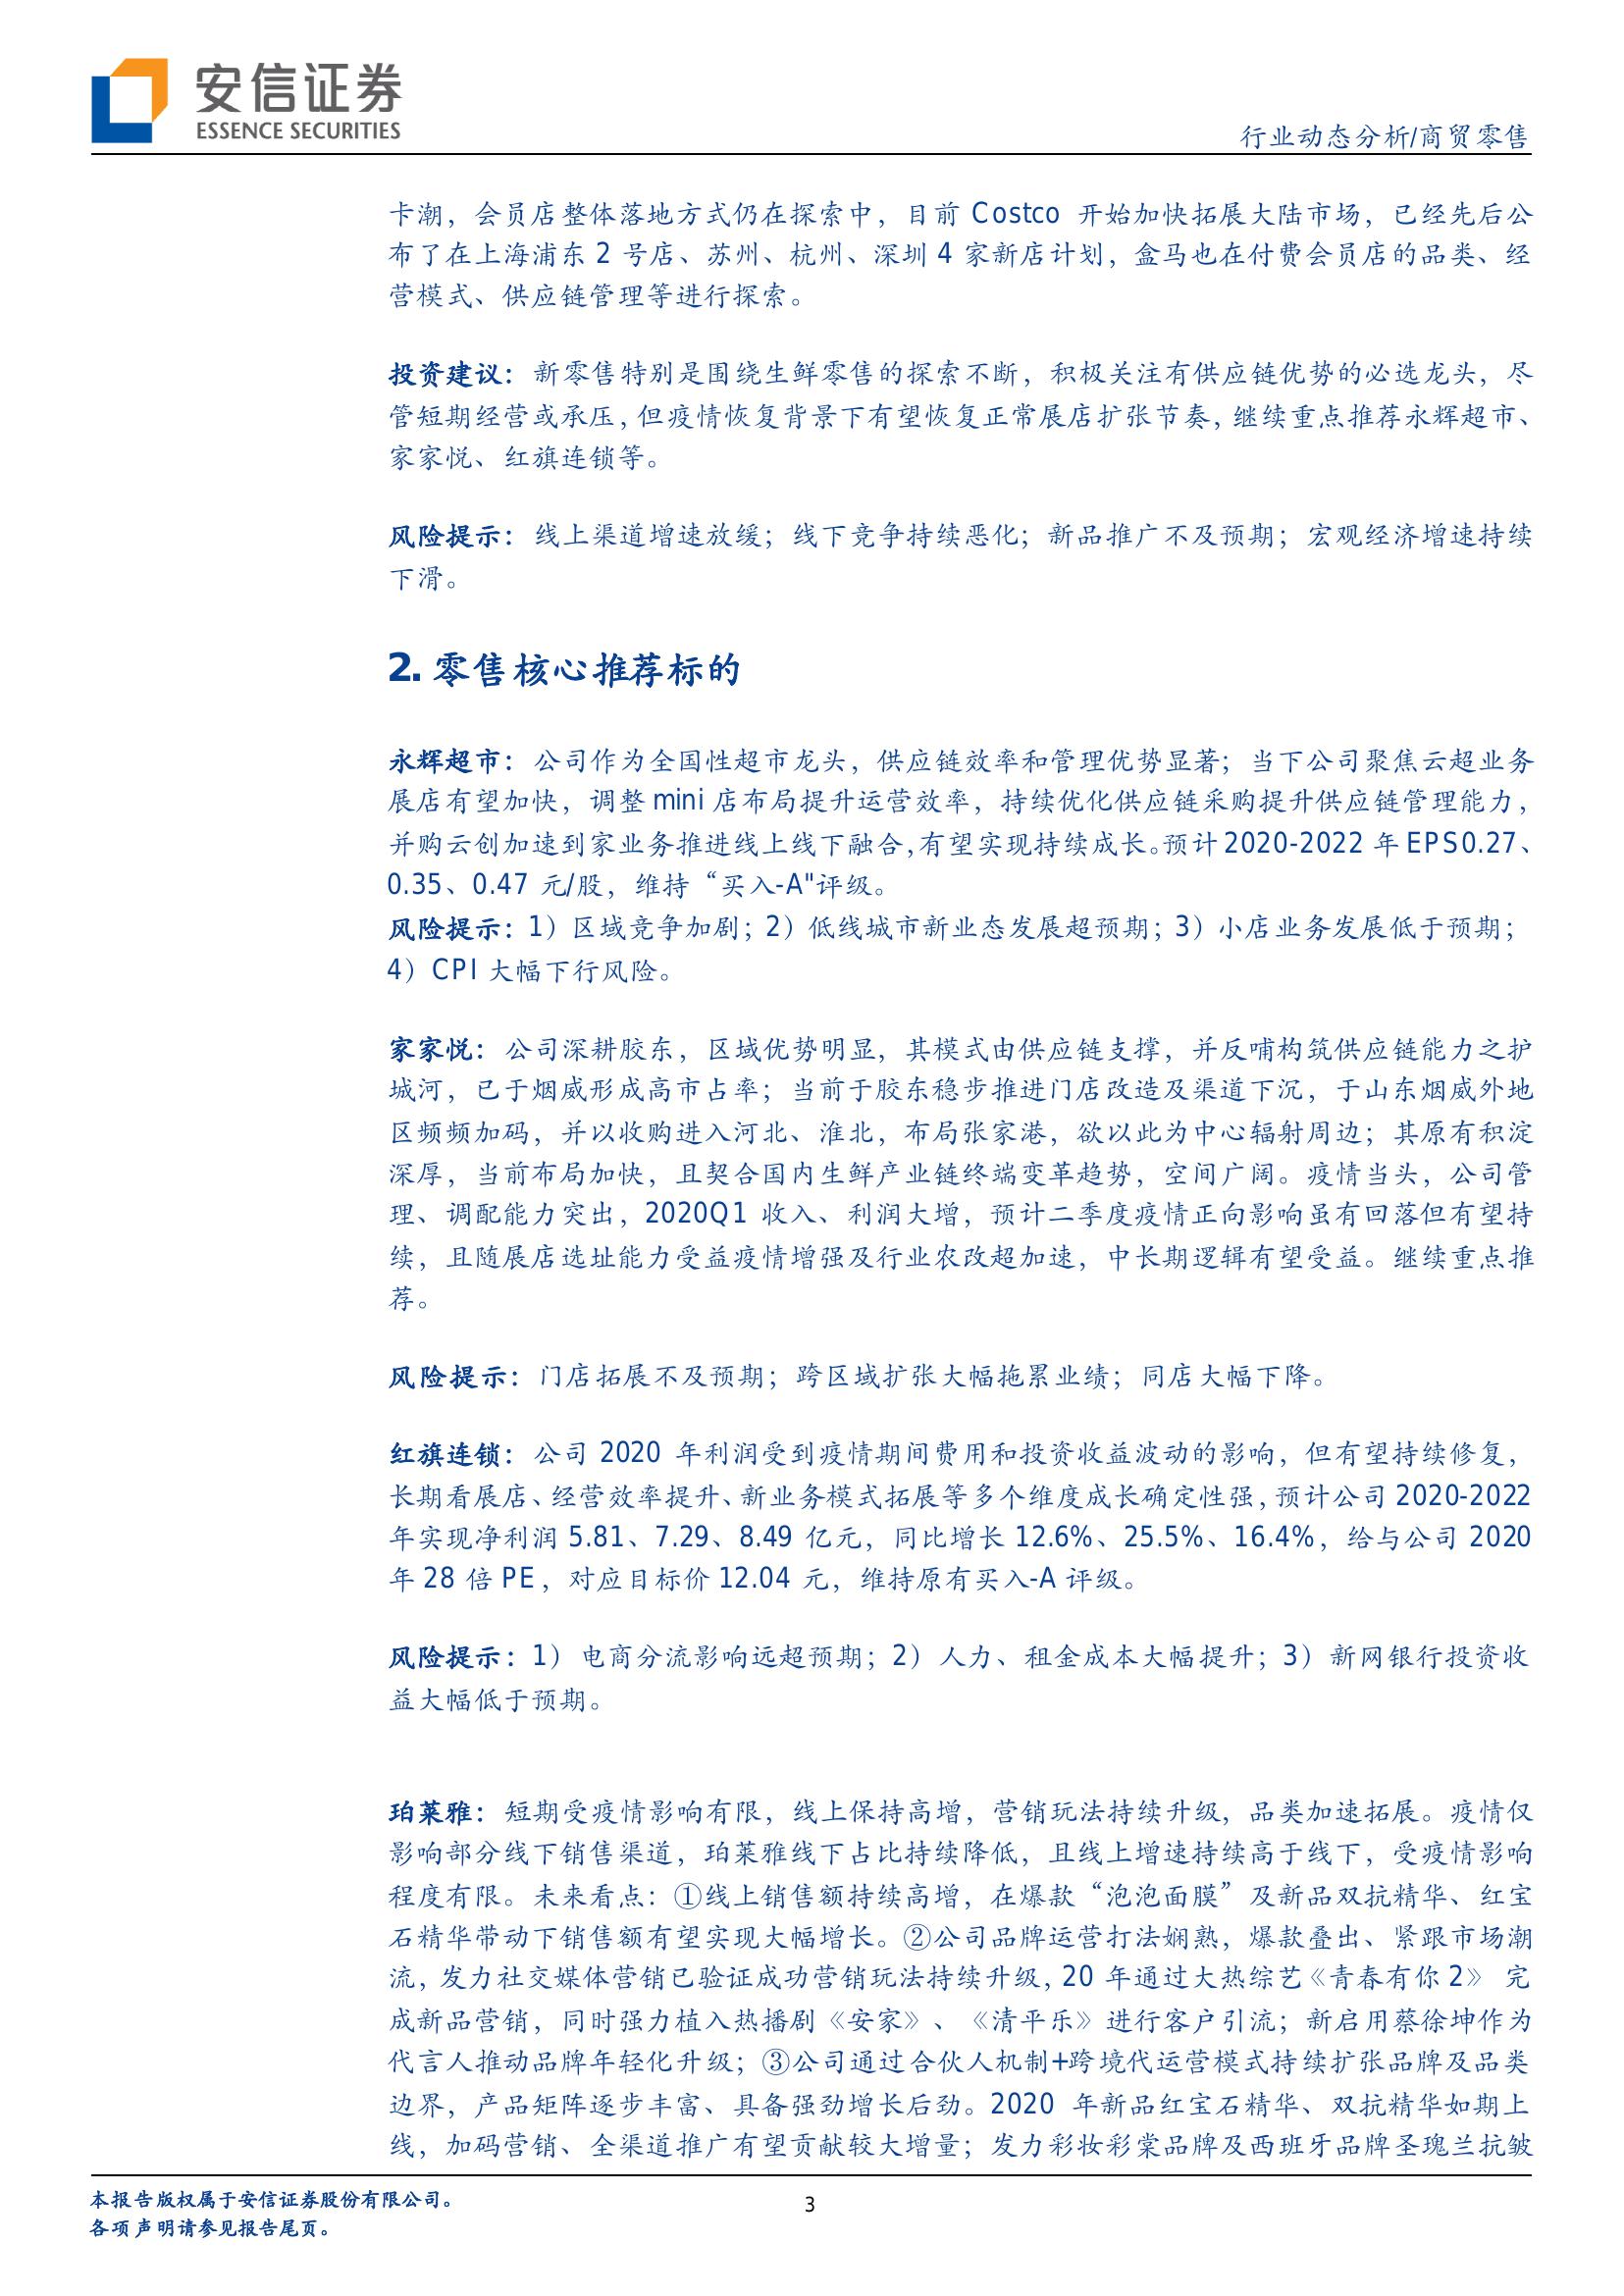 安信证券
ESSENCE SECURITIES
行业动态分析/商贸零售
卡潮，会员店整体落地方式仍在探索中，目前 Costco 开始加快拓展大陆市场，已经先后公
布了在上海浦东 2 号店、苏州、杭州、深圳 4 家新店计划，盒马也在付费会员店的品类、经
营模式、供应链管理等进行探索。
投资建议：新零售特别是围绕生鲜零售的探索不断，积极关注有供应链优势的必选龙头，尽
管短期经营或承压，但疫情恢复背景下有望恢复正常展店扩张节奏，继续重点推荐永辉超市、
家家悦、红旗连锁等。
风险提示：线上渠道增速放缓；线下竞争持续恶化；新品推广不及预期；宏观经济增速持续
下滑。
2. 零售核心推荐标的
永辉超市：公司作为全国性超市龙头，供应链效率和管理优势显著；当下公司聚焦云超业务
展店有望加快，调整 mini 店布局提升运营效率，持续优化供应链采购提升供应链管理能力，
并购云创加速到家业务推进线上线下融合，有望实现持续成长。预计 2020-2022 年 EPS0.27、
0.35、0.47 元/股，维持“买入-A"评级。
风险提示：1）区域竞争加剧；2）低线城市新业态发展超预期；3）小店业务发展低于预期；
4）CPI 大幅下行风险。
家家悦：公司深耕胶东，区域优势明显，其模式由供应链支撑，并反哺构筑供应链能力之护
城河，已于烟威形成高市占率；当前于胶东稳步推进门店改造及渠道下沉，于山东烟威外地
区频频加码，并以收购进入河北、淮北，布局张家港，欲以此为中心辐射周边；其原有积淀
深厚，当前布局加快，且契合国内生鲜产业链终端变革趋势，空间广阔。疫情当头，公司管
理、调配能力突出，2020Q1 收入、利润大增，预计二季度疫情正向影响虽有回落但有望持
续，且随展店选址能力受益疫情增强及行业农改超加速，中长期逻辑有望受益。继续重点推
荐。
风险提示：门店拓展不及预期；跨区域扩张大幅拖累业绩；同店大幅下降。
红旗连锁：公司 2020 年利润受到疫情期间费用和投资收益波动的影响，但有望持续修复，
长期看展店、经营效率提升、新业务模式拓展等多个维度成长确定性强，预计公司 2020-2022
年实现净利润 5.81、7.29、8.49 亿元，同比增长 12.6%、25.5%、16.4%，给与公司 2020
年 28 倍 PE，对应目标价 12.04 元，维持原有买入-A 评级。
风险提示：1） 电商分流影响远超预期；2） 人力、租金成本大幅提升；3） 新网银行投资收
益大幅低于预期。
珀莱雅：短期受疫情影响有限，线上保持高增，营销玩法持续升级，品类加速拓展。疫情仅
影响部分线下销售渠道，珀莱雅线下占比持续降低，且线上增速持续高于线下，受疫情影响
程度有限。未来看点：①线上销售额持续高增，在爆款“泡泡面膜”及新品双抗精华、红宝
石精华带动下销售额有望实现大幅增长。②公司品牌运营打法娴熟，爆款叠出、紧跟市场潮
流，发力社交媒体营销已验证成功营销玩法持续升级，20 年通过大热综艺《青春有你 2》 完
成新品营销，同时强力植入热播剧《安家》、《清平乐》进行客户引流；新启用蔡徐坤作为
代言人推动品牌年轻化升级；③公司通过合伙人机制+跨境代运营模式持续扩张品牌及品类
边界，产品矩阵逐步丰富、具备强劲增长后劲。2020 年新品红宝石精华、双抗精华如期上
线，加码营销、全渠道推广有望贡献较大增量；发力彩妆彩棠品牌及西班牙品牌圣瑰兰抗皱
本报告版权属于安信证券股份有限公司。
3
各项声明请参见报告尾页。